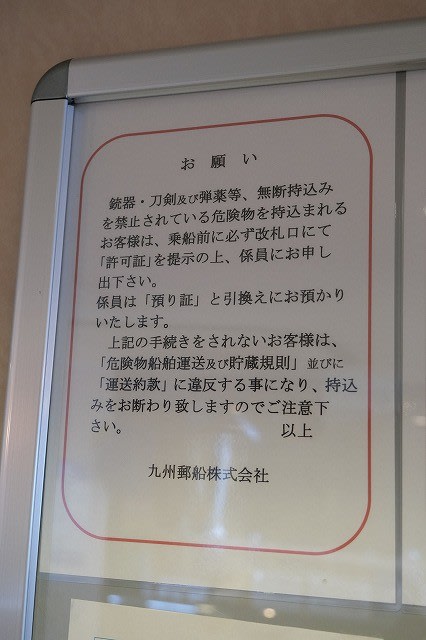 お願い
銃器・刀剣及び弾薬等、無断持込み
を禁止されている危険物を持込まれる
お客様は、乗船前に必ず改札口にて
「許可証」を提示の上、係員にお申し
出下さい。
係員は「預り証」と引換えにお預かり
いたします。
上記の手続きをされないお客様は、
「危険物船舶運送及び貯蔵規則」並びに
「運送約款」に違反する事になり、持込
みをお断わり致しますのでご注意下
さい。 以上
九州郵船株式会社